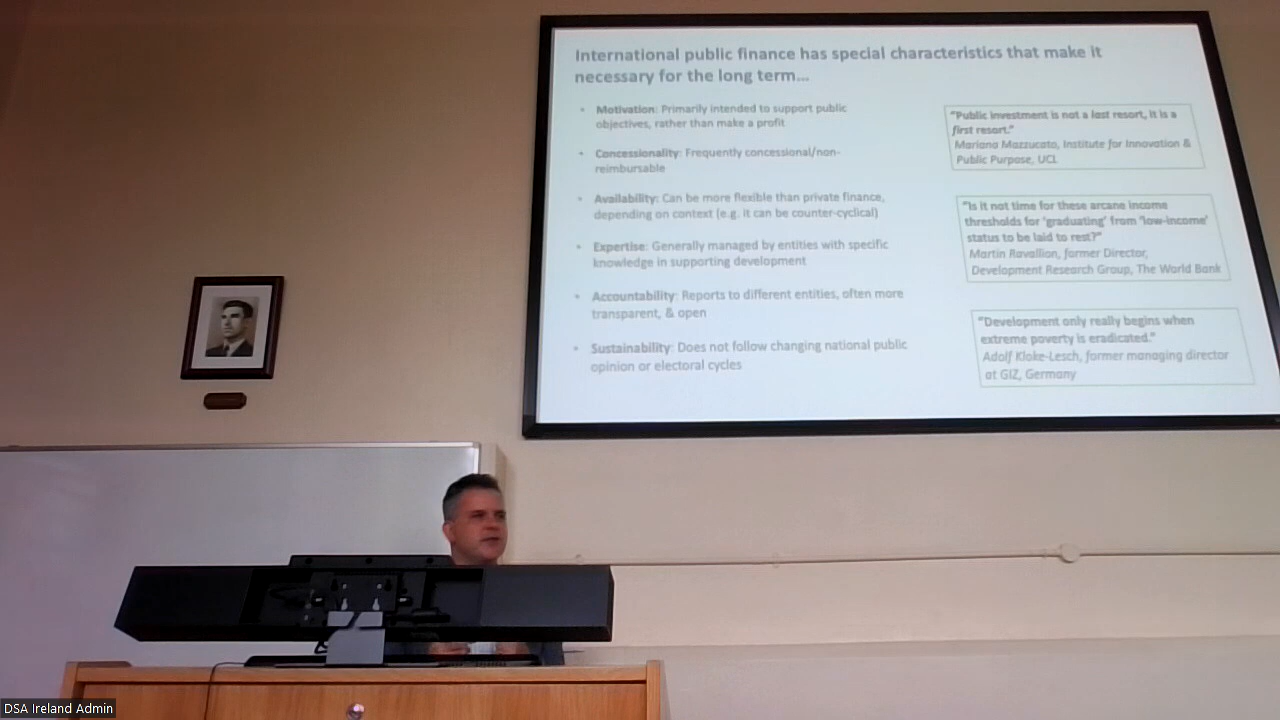 International public finance has special characteristics that make it
necessary for the long term...
• Motivation: Primarily intended to support public
objectives, rather than make a profit
• Concessionality: Frequently concessional/non-
reimbursable
• Availability: Can be more flexible than private finance,
depending on context (e.g. it can be counter-cyclical)
• Expertise: Generally managed by entities with specific
knowledge in supporting development
• Accountability: Reports to different entities, often more
transparent, & open
• Sustainability: Does not follow changing national public
opinion or electoral cycles
"Public investment is not a last resort, it is a
first resort."
Mariana Mazzucato, Institute for Innovation &
Public Purpose, UCL
"Is it not time for these arcane income
thresholds for 'graduating' from 'low-income'
status to be laid to rest?"
Martin Ravallion, former Director,
Development Research Group, The World Bank
"Development only really begins when
extreme poverty is eradicated."
Adolf Kloke-Lesch, former managing director
at GIZ, Germany
DSA Ireland Admin